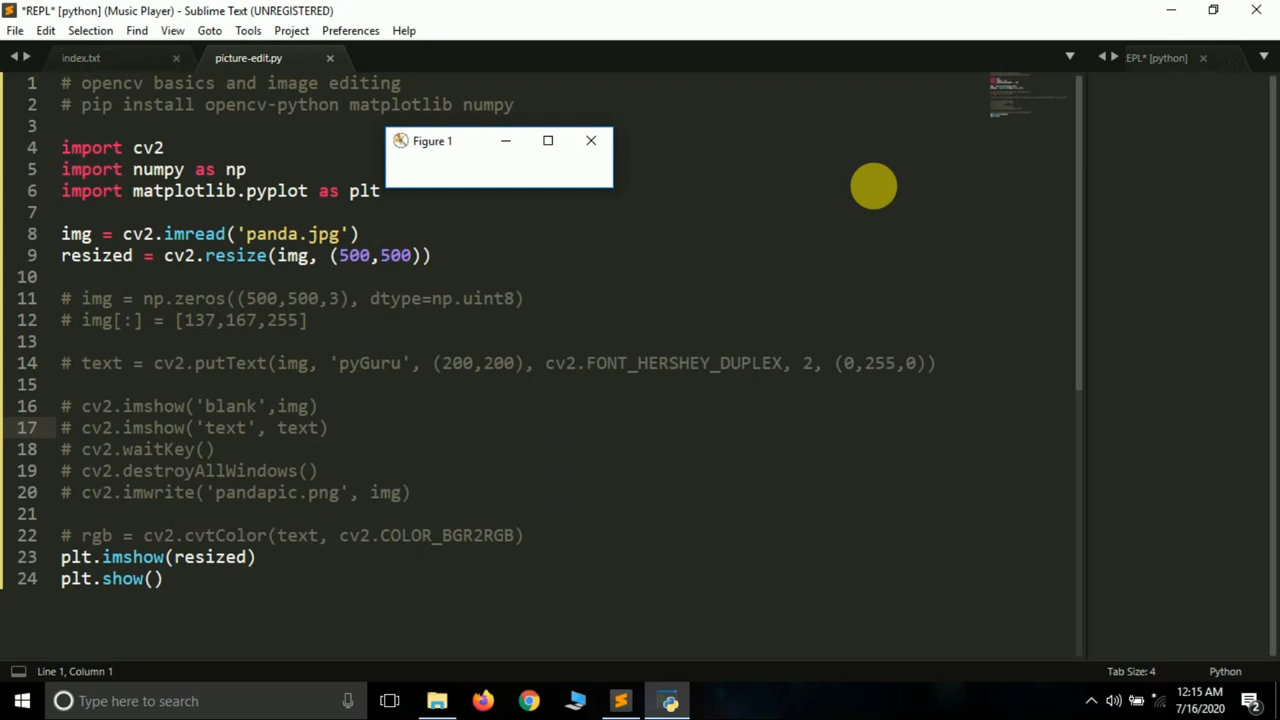 *REPL* [python] (Music Player) - Sublime Text (UNREGISTERED)
File Edit Selection Find View Goto Tools Project Preferences Help
index.txt picture-edit.py EPL* [python]
1 # opencv basics and image editing
2 # pip install opencv-python matplotlib numpy
3
Figure 1
4 import cv2
5 import numpy as np
6 import matplotlib.pyplot as plt
7
8 img = cv2.imread('panda.jpg')
9 resized = cv2.resize(img, (500,500))
10
11 # img = np.zeros((500,500,3), dtype=np.uint8)
12 # img[:] = [137,167,255]
13
14 # text = cv2.putText(img, 'pyGuru', (200,200), cv2.FONT_HERSHEY_DUPLEX, 2, (0,255,0))
15
16 # cv2.imshow('blank',img)
17 # cv2.imshow('text', text)
18 # cv2.waitKey()
19 # cv2.destroyAllWindows()
20 # cv2.imwrite('pandapic.png', img)
21
22 # rgb = cv2.cvtColor(text, cv2.COLOR_BGR2RGB)
23 plt.imshow(resized)
24 plt.show()
Line 1, Column 1 Tab Size: 4 Python
Type here to search 12:15 AM
7/16/2020 2